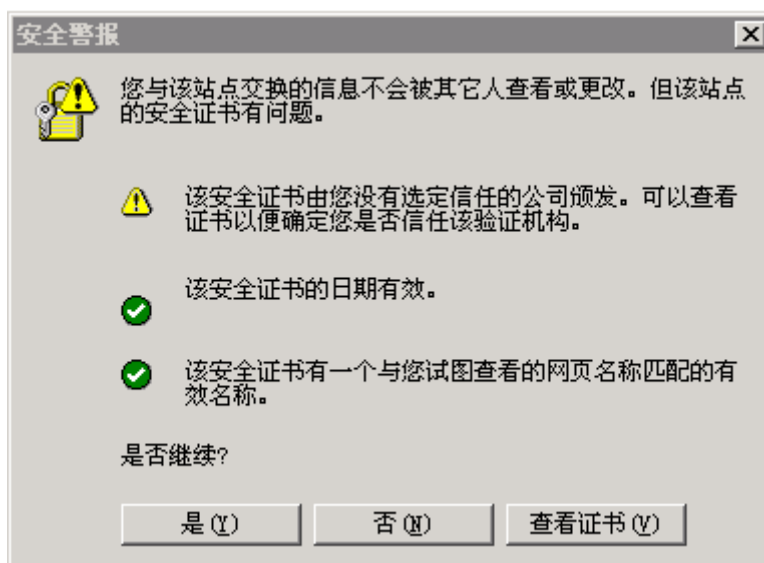 安全警报
您与该站点交换的信息不会被其它人查看或更改。但该站点
的安全证书有问题。
该安全证书由您没有选定信任的公司颁发。可以查看
证书以便确定您是否信任该验证机构。
该安全证书的日期有效。
该安全证书有一个与您试图查看的网页名称匹配的有
效名称。
是否继续?
是(Y)
否(N)
查看证书(V)